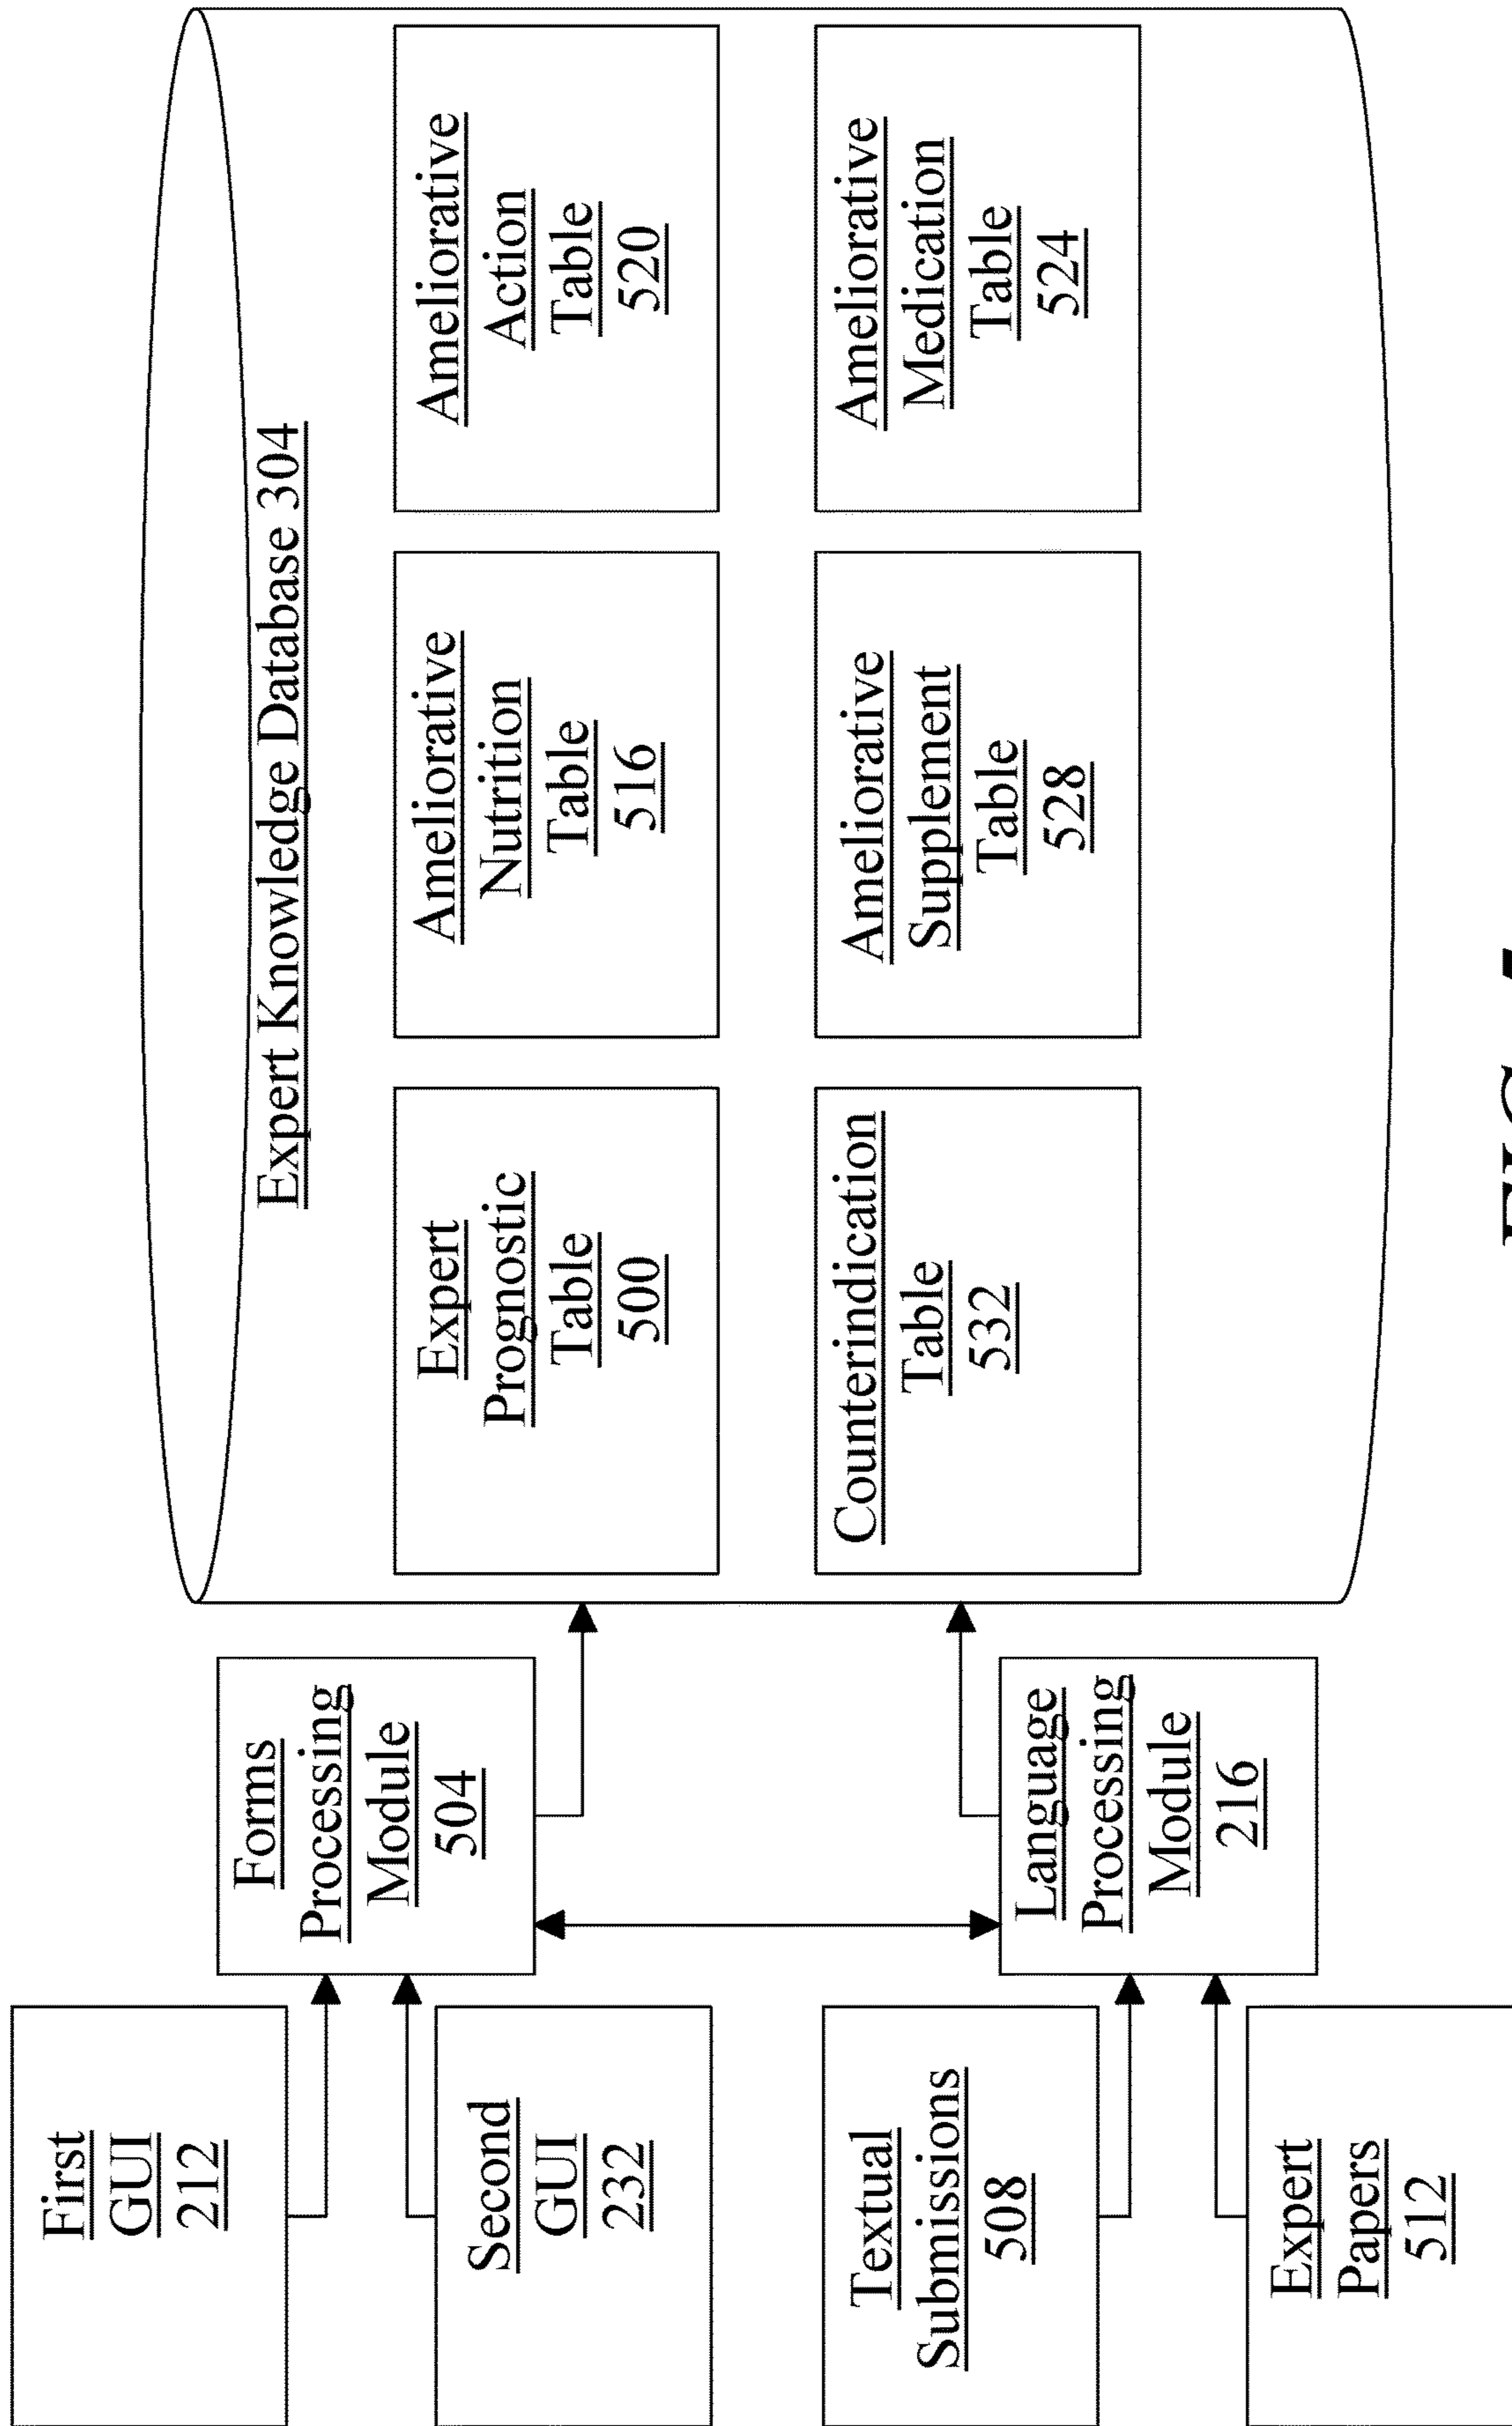 First
GUI
212
Second
GUI
232
Textual
Submissions
508
Expert
Papers
512
Forms
Processing
Module
504
Language
Processing
Module
216
Expert Knowledge Database 304
Expert
Prognostic
Table
500
Ameliorative
Nutrition
Table
516
Ameliorative
Action
Table
520
Counterindication
Table
532
Ameliorative
Supplement
Table
528
Ameliorative
Medication
Table
524